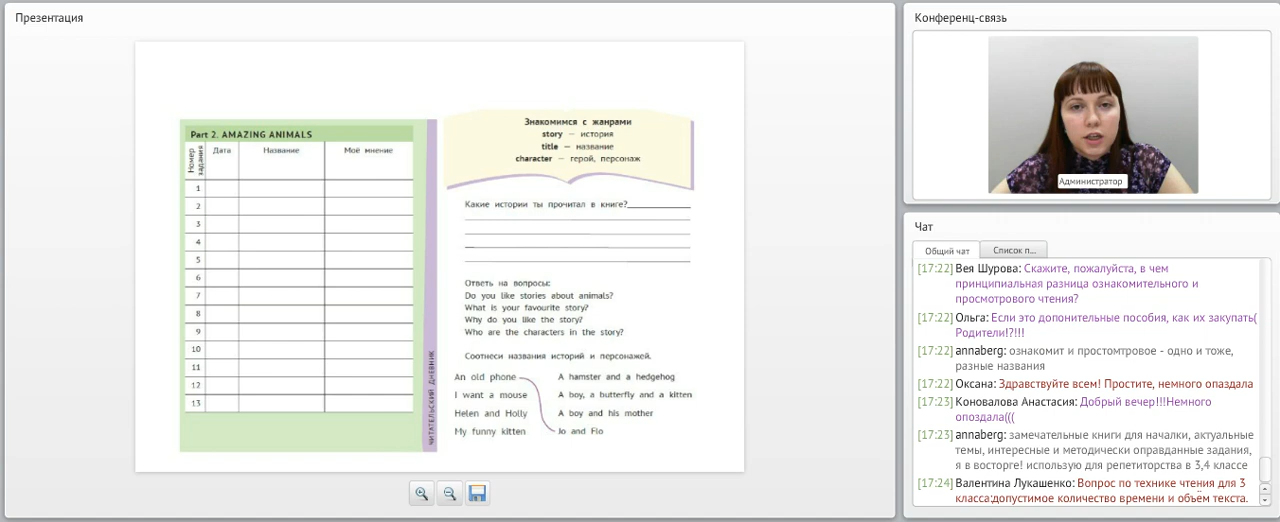 Презентация
Part 2. AMAZING ANIMALS
Номер задания
Дата
Название
Моё мнение
1
2
3
4
5
6
7
8
9
10
11
12
13
ЧИТАТЕЛЬСКИЙ ДНЕВНИК
Знакомимся с жанрами
story — история
title — название
character — герой, персонаж
Какие истории ты прочитал в книге?
Ответь на вопросы:
Do you like stories about animals?
What is your favourite story?
Why do you like the story?
Who are the characters in the story?
Соотнеси названия историй и персонажей.
An old phone
A hamster and a hedgehog
I want a mouse
A boy, a butterfly and a kitten
Helen and Holly
A boy and his mother
My funny kitten
Jo and Flo
Конференц-связь
Администратор
Чат
Общий чат
Список п...
[17:22] Вея Шурова: Скажите, пожалуйста, в чем
принципиальная разница ознакомительного и
просмотрового чтения?
[17:22] Ольга: Если это допонительные пособия, как их закупать(
Родители!?!!!
[17:22] annaberg: ознакомит и простомтровое - одно и тоже,
разные названия
[17:22] Оксана: Здравствуйте всем! Простите, немного опаздала
[17:23] Коновалова Анастасия: Добрый вечер!!!Немного
опоздала(((
[17:23] annaberg: замечательные книги для началки, актуальные
темы, интересные и методически оправданные задания,
я в восторге! использую для репетиторства в 3,4 классе
[17:24] Валентина Лукашенко: Вопрос по технике чтения для 3
класса:допустимое количество времени и объём текста.